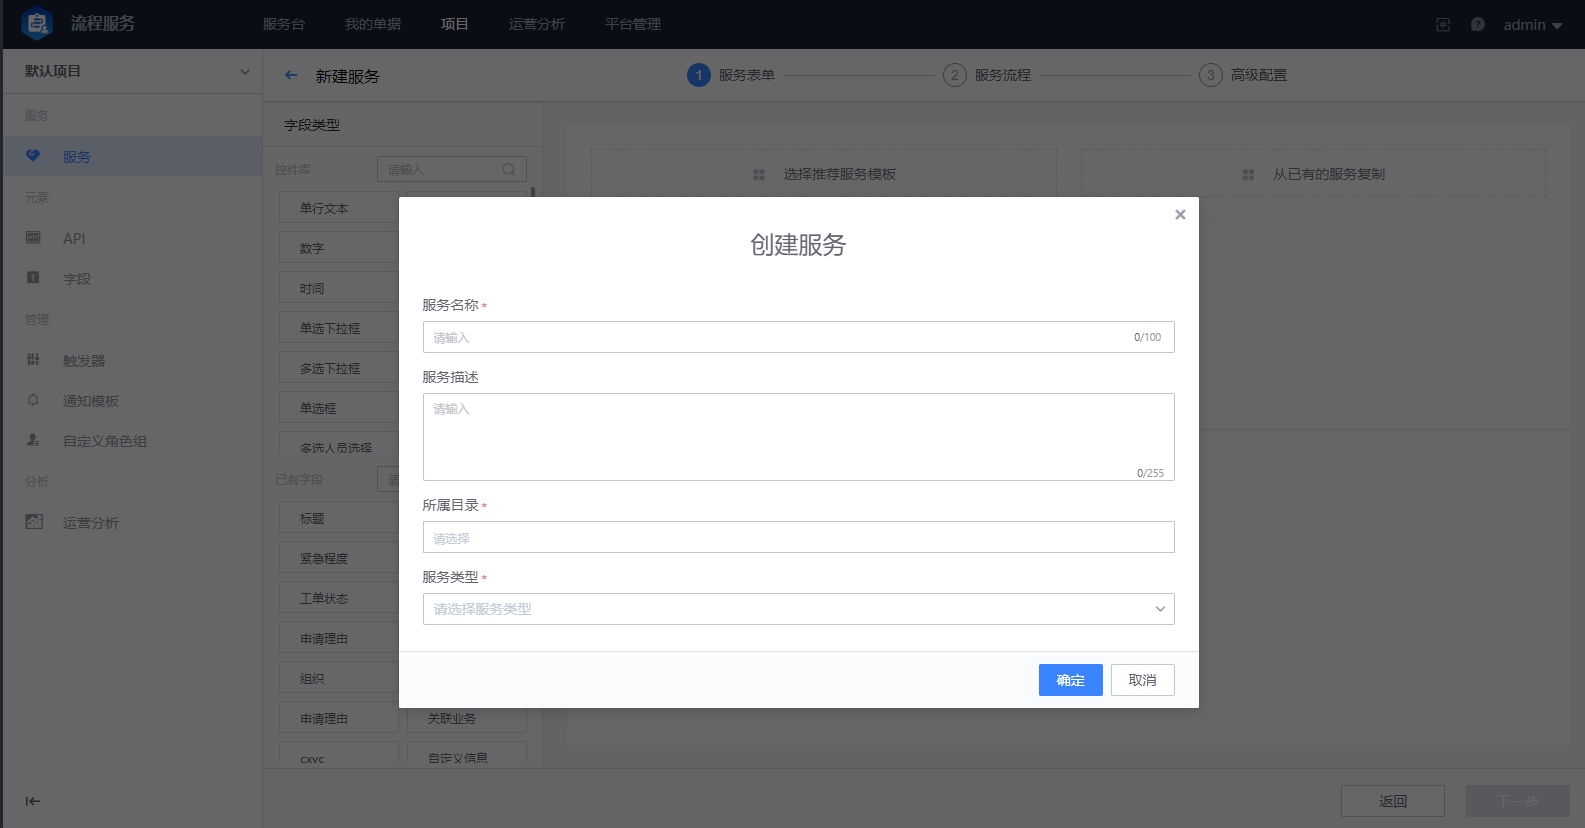 流程服务
服务台 我的单据 项目 运营分析 平台管理
admin
默认项目
新建服务
1 服务表单
2 服务流程
3 高级配置
服务
服务
元素
API
字段
管理
触发器
通知模板
自定义角色组
分析
运营分析
字段类型
控件库 请输入
单行文本
数字
时间
单选下拉框
多选下拉框
单选框
多选人员选择
已有字段 请
标题
紧急程度
工单状态
申请理由
组织
申请理由 关联业务
cxvc 自定义信息
选择推荐服务模板 从已有的服务复制
创建服务
服务名称 *
请输入 0/100
服务描述
请输入
0/255
所属目录 *
请选择
服务类型 *
请选择服务类型
确定 取消
返回 下一步